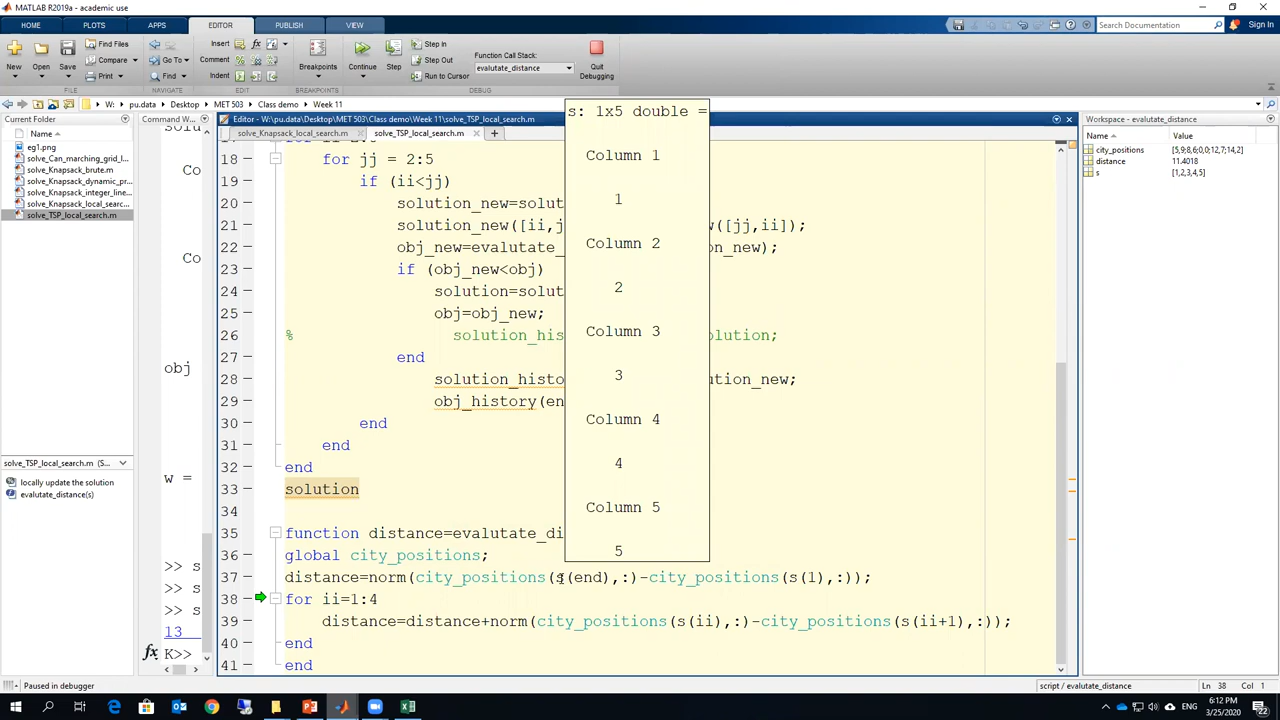 MATLAB R2019a - academic use
HOME PLOTS APPS EDITOR PUBLISH VIEW
Search Documentation
Sign In
New Open Save
Find Files
Compare
Print
Go To
Find
Insert
Comment
Indent
Breakpoints
Continue
Step
Step In
Step Out
Run to Cursor
Function Call Stack:
evalutate_distance
Quit Debugging
FILE NAVIGATE EDIT BREAKPOINTS DEBUG
W: pu.data Desktop MET 503 Class demo Week 11
Current Folder
Name
eg1.png
solve_Can_marching_grid_l...
solve_Knapsack_brute.m
solve_Knapsack_dynamic_pr...
solve_Knapsack_integer_line...
solve_Knapsack_local_searc...
solve_TSP_local_search.m
solve_TSP_local_search.m (S...
locally update the solution
evalutate_distance(s)
Command W...
Co
Co
obj
w =
>> s
>> s
>> s
13
K>>
Editor - W:\pu.data\Desktop\MET 503\Class demo\Week 11\solve_TSP_local_search.m
solve_Knapsack_local_search.m solve_TSP_local_search.m
18 for jj = 2:5
19 if (ii<jj)
20 solution_new=solut
21 solution_new([ii,j w([jj,ii]);
22 obj_new=evalutate_ on_new);
23 if (obj_new<obj)
24 solution=solut
25 obj=obj_new;
26 % solution_his olution;
27 end
28 solution_histo ution_new;
29 obj_history(en
30 end
31 end
32 end
33 solution
34
35 function distance=evalutate_di
36 global city_positions;
37 distance=norm(city_positions(s(end),:)-city_positions(s(1),:));
38 for ii=1:4
39 distance=distance+norm(city_positions(s(ii),:)-city_positions(s(ii+1),:));
40 end
41 end
s: 1x5 double =
Column 1
1
Column 2
2
Column 3
3
Column 4
4
Column 5
5
Workspace - evalutate_distance
Name Value
city_positions [5,9;8,6;0,0;12,7;14,2]
distance 11.4018
s [1,2,3,4,5]
Paused in debugger
script / evalutate_distance
Ln 38 Col 1
6:12 PM
3/25/2020
22